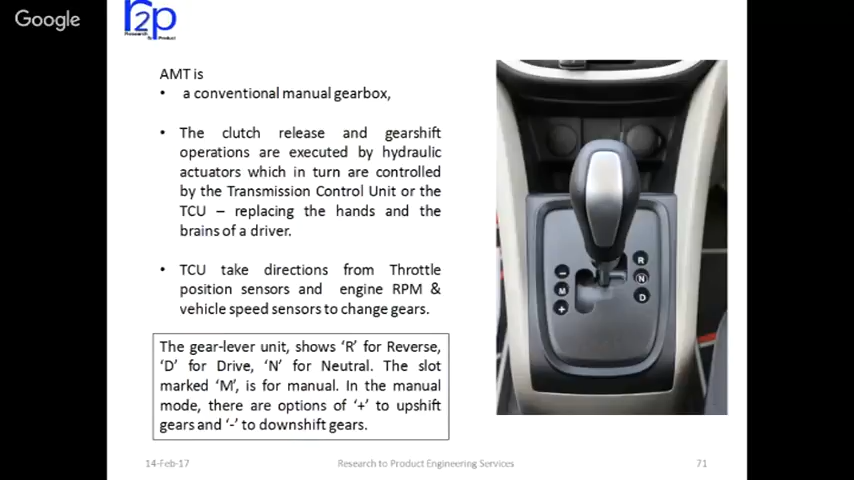 Google
r2p
Research
to Product
AMT is
• a conventional manual gearbox,
• The clutch release and gearshift
operations are executed by hydraulic
actuators which in turn are controlled
by the Transmission Control Unit or the
TCU – replacing the hands and the
brains of a driver.
• TCU take directions from Throttle
position sensors and engine RPM &
vehicle speed sensors to change gears.
The gear-lever unit, shows ‘R’ for Reverse,
‘D’ for Drive, ‘N’ for Neutral. The slot
marked ‘M’, is for manual. In the manual
mode, there are options of ‘+’ to upshift
gears and ‘-’ to downshift gears.
R
– N
M D
+
14-Feb-17 Research to Product Engineering Services 71